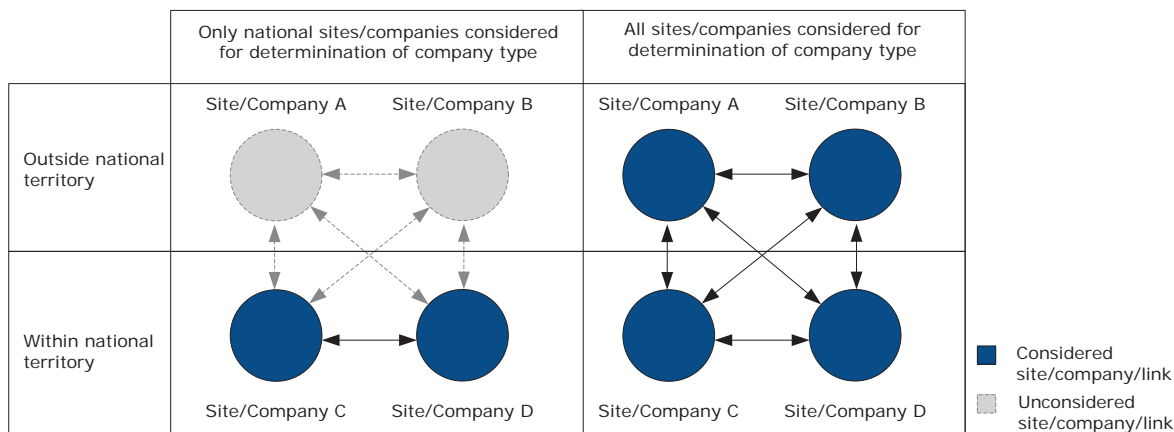 Only national sites/companies considered
for determinination of company type
All sites/companies considered for
determinination of company type
Outside national
territory
Site/Company A
Site/Company B
Site/Company A
Site/Company B
Within national
territory
Site/Company C
Site/Company D
Site/Company C
Site/Company D
Considered
site/company/link
Unconsidered
site/company/link